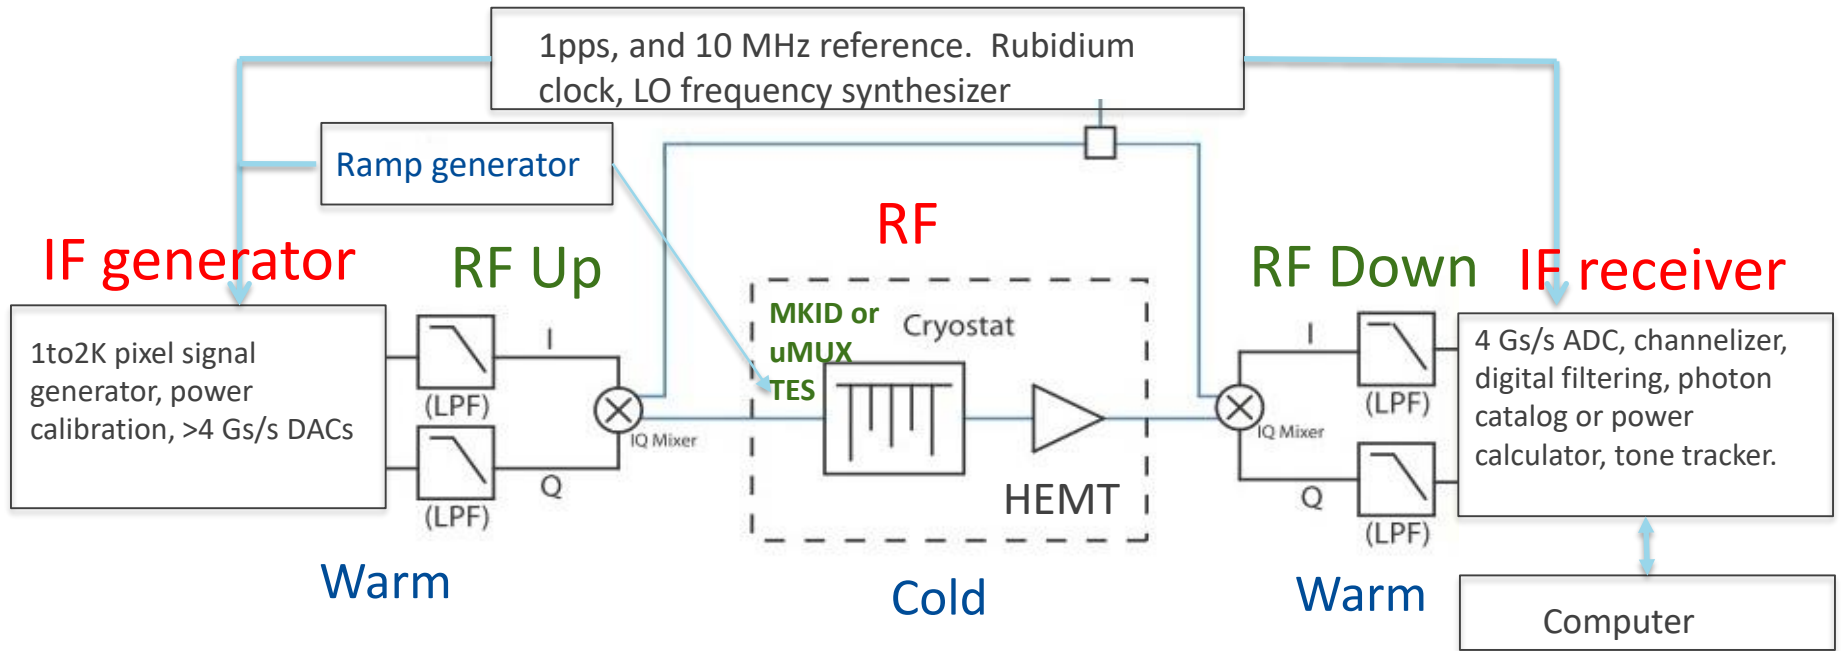 1pps, and 10 MHz reference.  Rubidium
clock, LO frequency synthesizer
Ramp generator
RF
IF generator
RF Up
RF Down
IF receiver
1to2K pixel signal
generator, power
calibration, >4 Gs/s DACs
(LPF)
(LPF)
I
Q
IQ Mixer
MKID or
uMUX
TES
Cryostat
HEMT
IQ Mixer
I
Q
(LPF)
(LPF)
4 Gs/s ADC, channelizer,
digital filtering, photon
catalog or power
calculator, tone tracker.
Warm
Cold
Warm
Computer